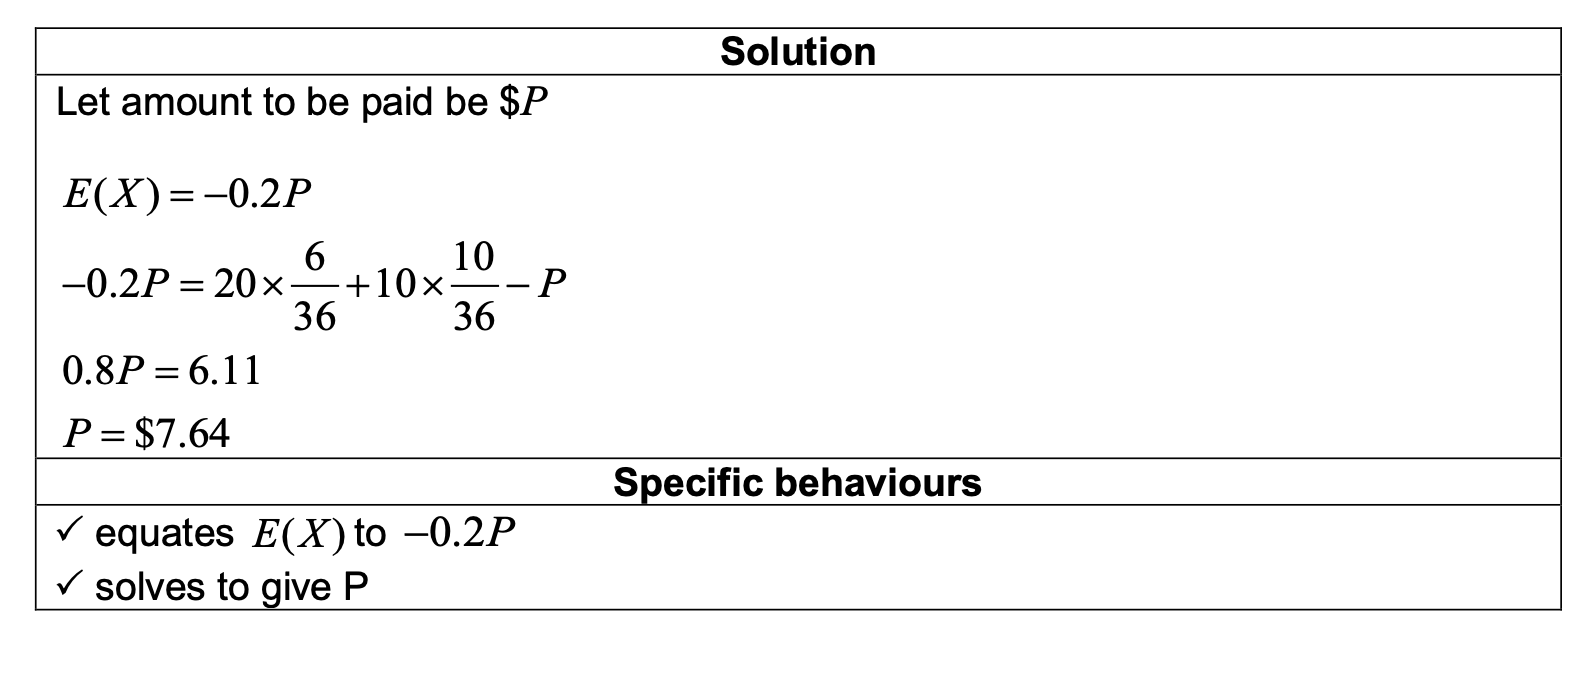 Solution
Let amount to be paid be $P
E(X) = −0.2P
−0.2P = 20 × 6/36 + 10 × 10/36 − P
0.8P = 6.11
P = $7.64
Specific behaviours
✓ equates E(X) to −0.2P
✓ solves to give P